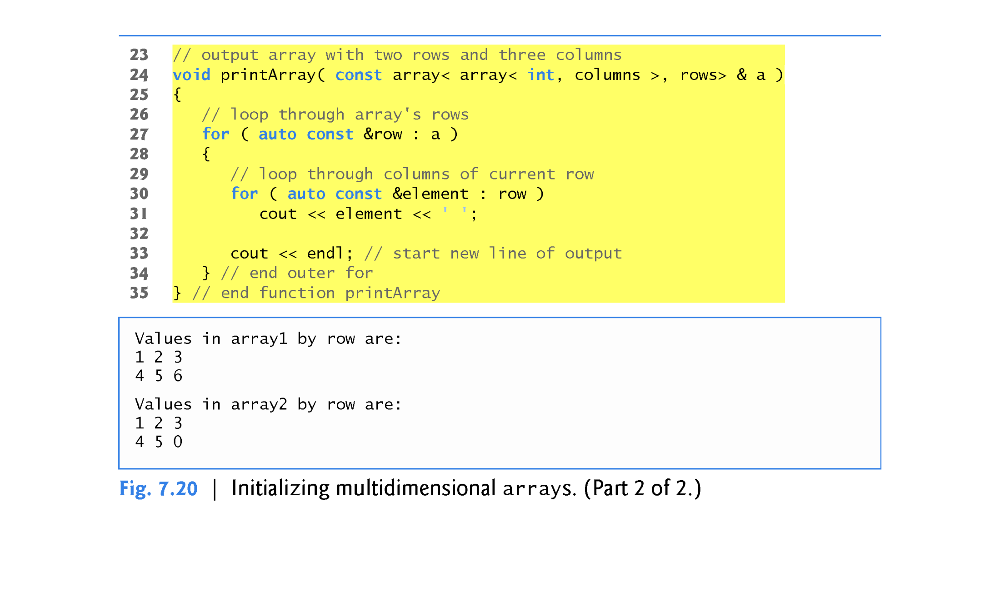 23 // output array with two rows and three columns
24 void printArray( const array< array< int, columns >, rows> & a )
25 {
26    // loop through array's rows
27    for ( auto const &row : a )
28    {
29       // loop through columns of current row
30       for ( auto const &element : row )
31          cout << element << ' ';
32
33       cout << endl; // start new line of output
34    } // end outer for
35 } // end function printArray
Values in array1 by row are:
1 2 3
4 5 6
Values in array2 by row are:
1 2 3
4 5 0
Fig. 7.20 | Initializing multidimensional arrays. (Part 2 of 2.)